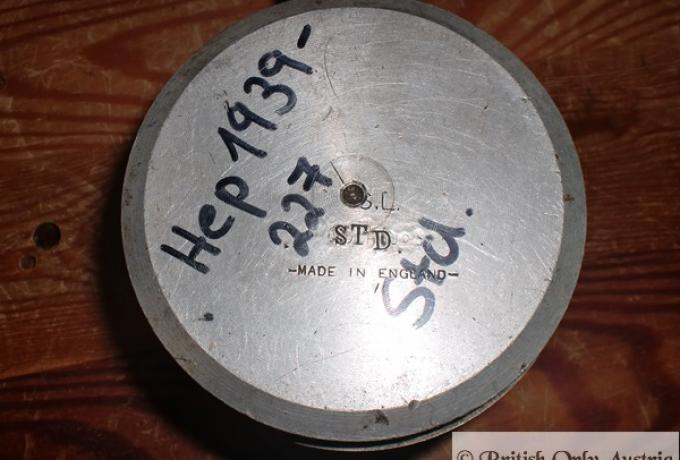 Hep 1939-
227
Std.
S.L.
STD
-MADE IN ENGLAND-
© British Only Austria